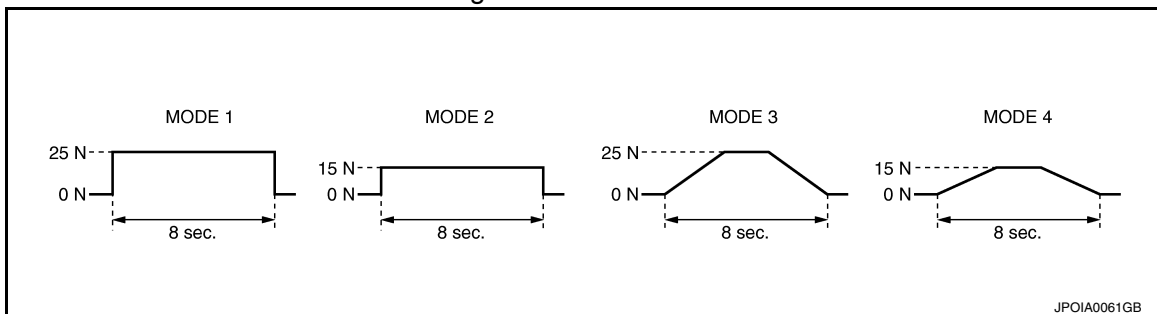 MODE 1
MODE 2
MODE 3
MODE 4
25 N
0 N
8 sec.
15 N
0 N
8 sec.
25 N
0 N
8 sec.
15 N
0 N
8 sec.
JPOIA0061GB